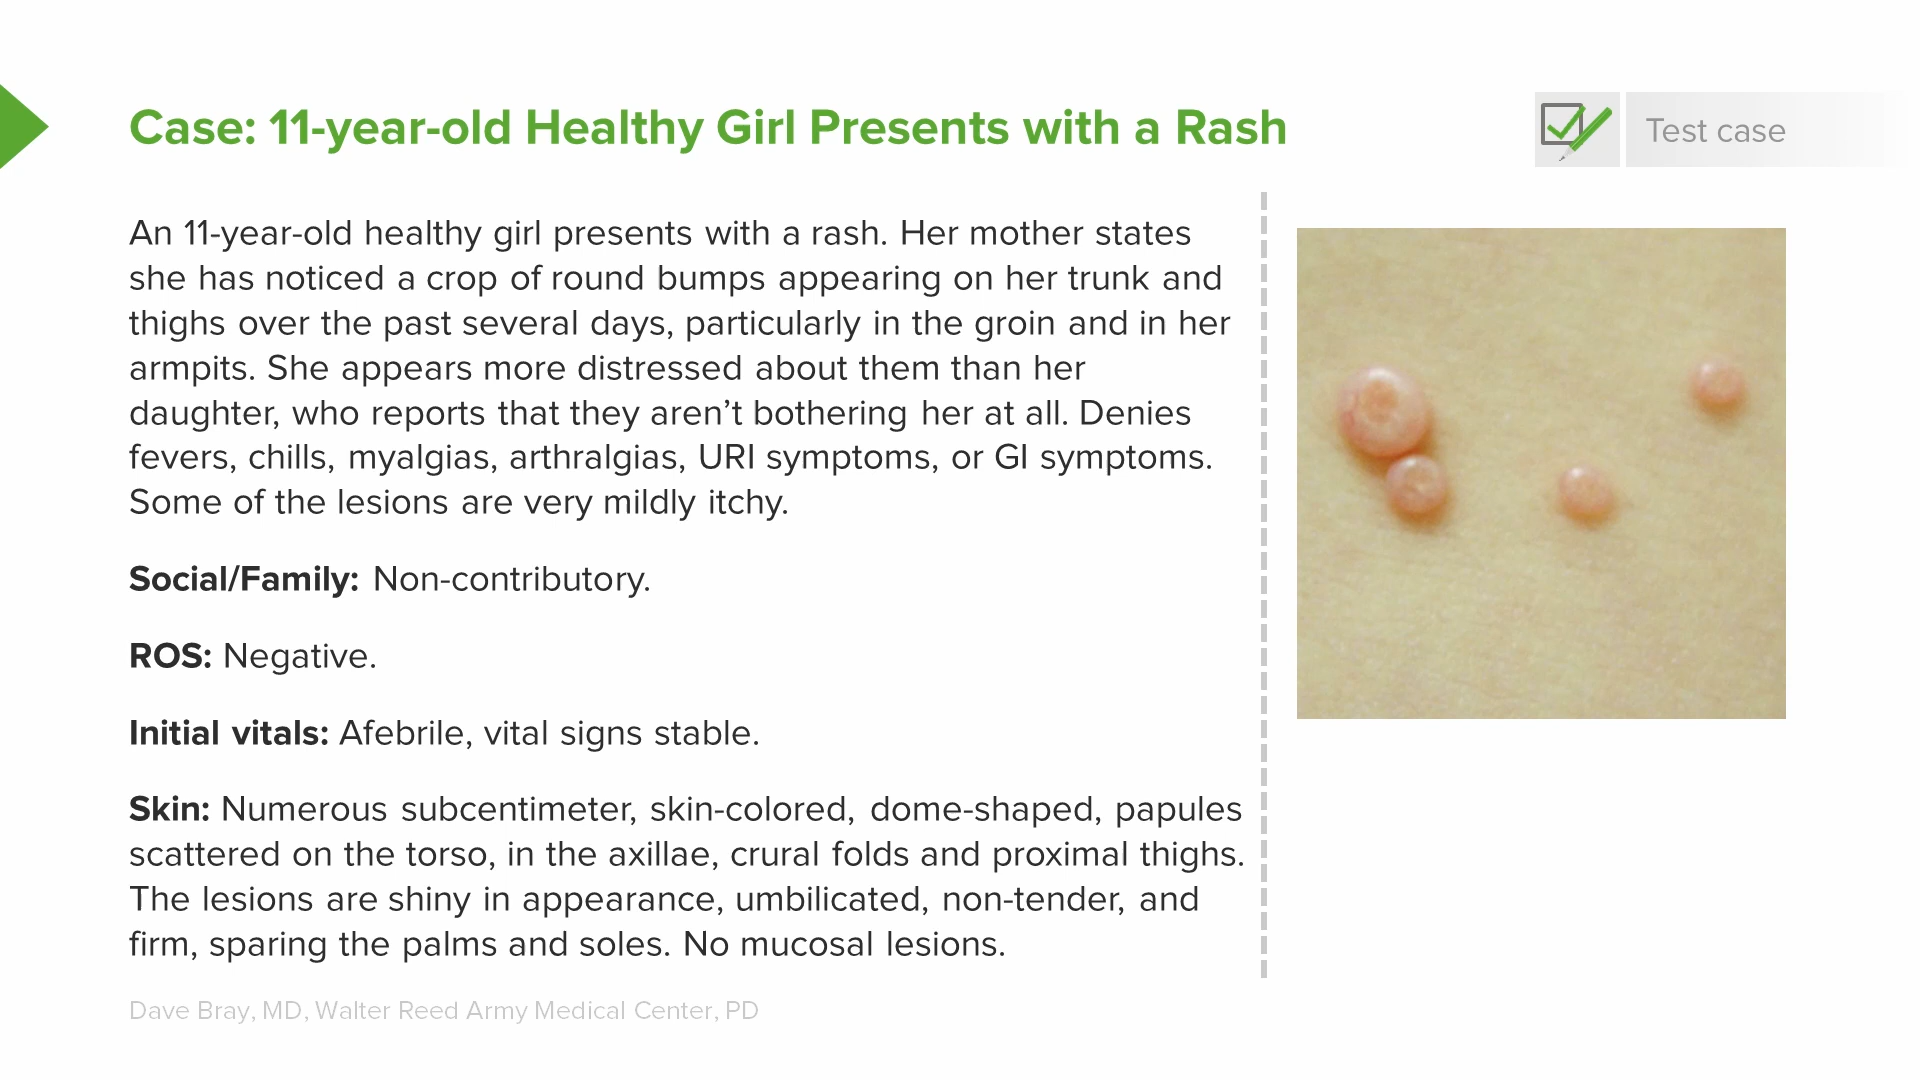 Case: 11-year-old Healthy Girl Presents with a Rash
Test case
An 11-year-old healthy girl presents with a rash. Her mother states
she has noticed a crop of round bumps appearing on her trunk and
thighs over the past several days, particularly in the groin and in her
armpits. She appears more distressed about them than her
daughter, who reports that they aren’t bothering her at all. Denies
fevers, chills, myalgias, arthralgias, URI symptoms, or GI symptoms.
Some of the lesions are very mildly itchy.
Social/Family: Non-contributory.
ROS: Negative.
Initial vitals: Afebrile, vital signs stable.
Skin: Numerous subcentimeter, skin-colored, dome-shaped, papules
scattered on the torso, in the axillae, crural folds and proximal thighs.
The lesions are shiny in appearance, umbilicated, non-tender, and
firm, sparing the palms and soles. No mucosal lesions.
Dave Bray, MD, Walter Reed Army Medical Center, PD